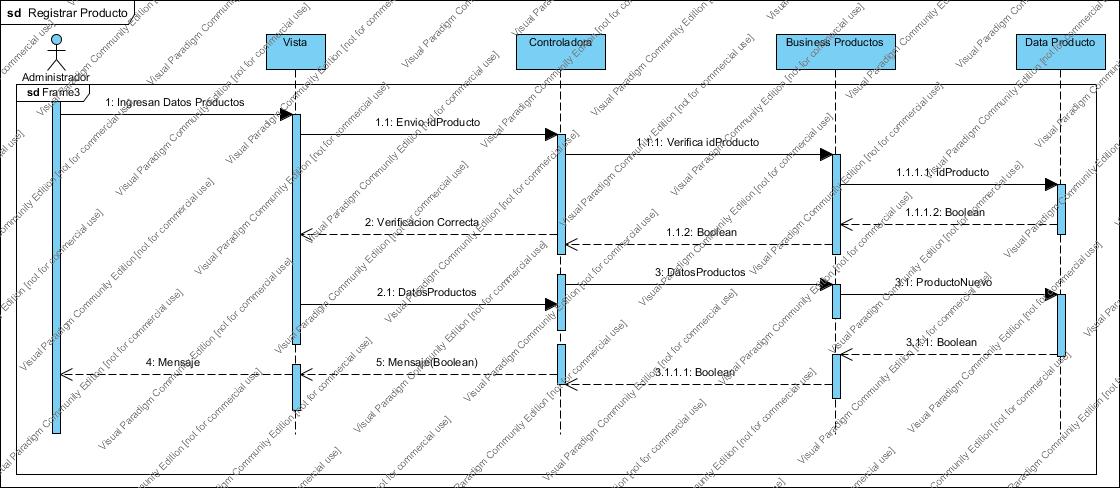 sd Registrar Producto
Vista
Controladora
Business Productos
Data Producto
Administrador
sd Frame3
1: Ingresan Datos Productos
1.1: Envio idProducto
1.1.1: Verifica idProducto
1.1.1.1: IdProducto
1.1.1.2: Boolean
2: Verificacion Correcta
1.1.2: Boolean
3: DatosProductos
3.1: ProductoNuevo
2.1: DatosProductos
3.1.1: Boolean
4: Mensaje
5: Mensaje(Boolean)
3.1.1.1: Boolean
Visual Paradigm Community Edition [not for commercial use]